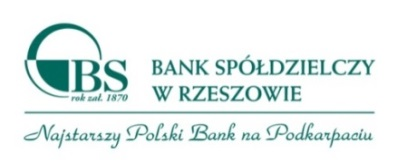 BS
rok zał. 1870
BANK SPÓŁDZIELCZY
W RZESZOWIE
Najstarszy Polski Bank na Podkarpaciu